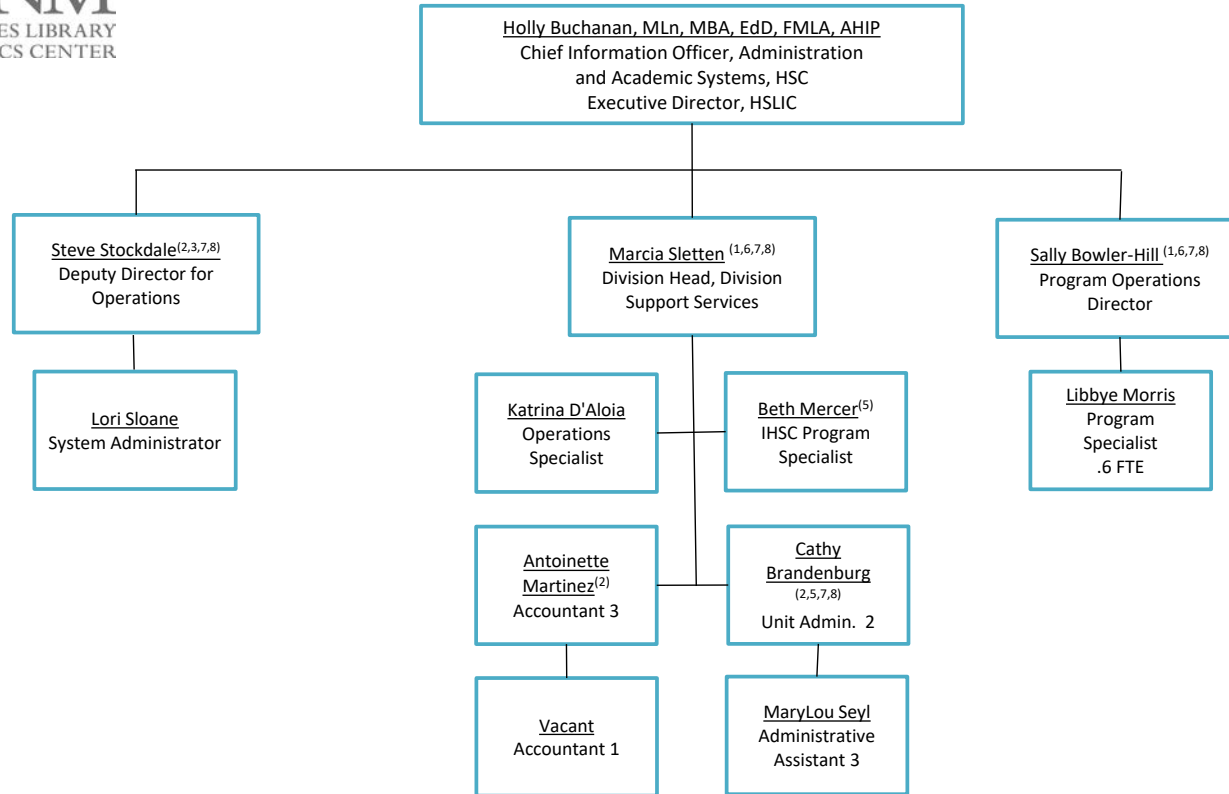 ES LIBRARY
CS CENTER
Holly Buchanan, MLn, MBA, EdD, FMLA, AHIP
Chief Information Officer, Administration
and Academic Systems, HSC
Executive Director, HSLIC
Steve Stockdale(2,3,7,8)
Deputy Director for
Operations
Marcia Sletten (1,6,7,8)
Division Head, Division
Support Services
Sally Bowler-Hill (1,6,7,8)
Program Operations
Director
Lori Sloane
System Administrator
Katrina D'Aloia
Operations
Specialist
Beth Mercer(5)
IHSC Program
Specialist
Libbye Morris
Program
Specialist
.6 FTE
Antoinette
Martinez(2)
Accountant 3
Cathy
Brandenburg
(2,5,7,8)
Unit Admin. 2
Vacant
Accountant 1
MaryLou Seyl
Administrative
Assistant 3